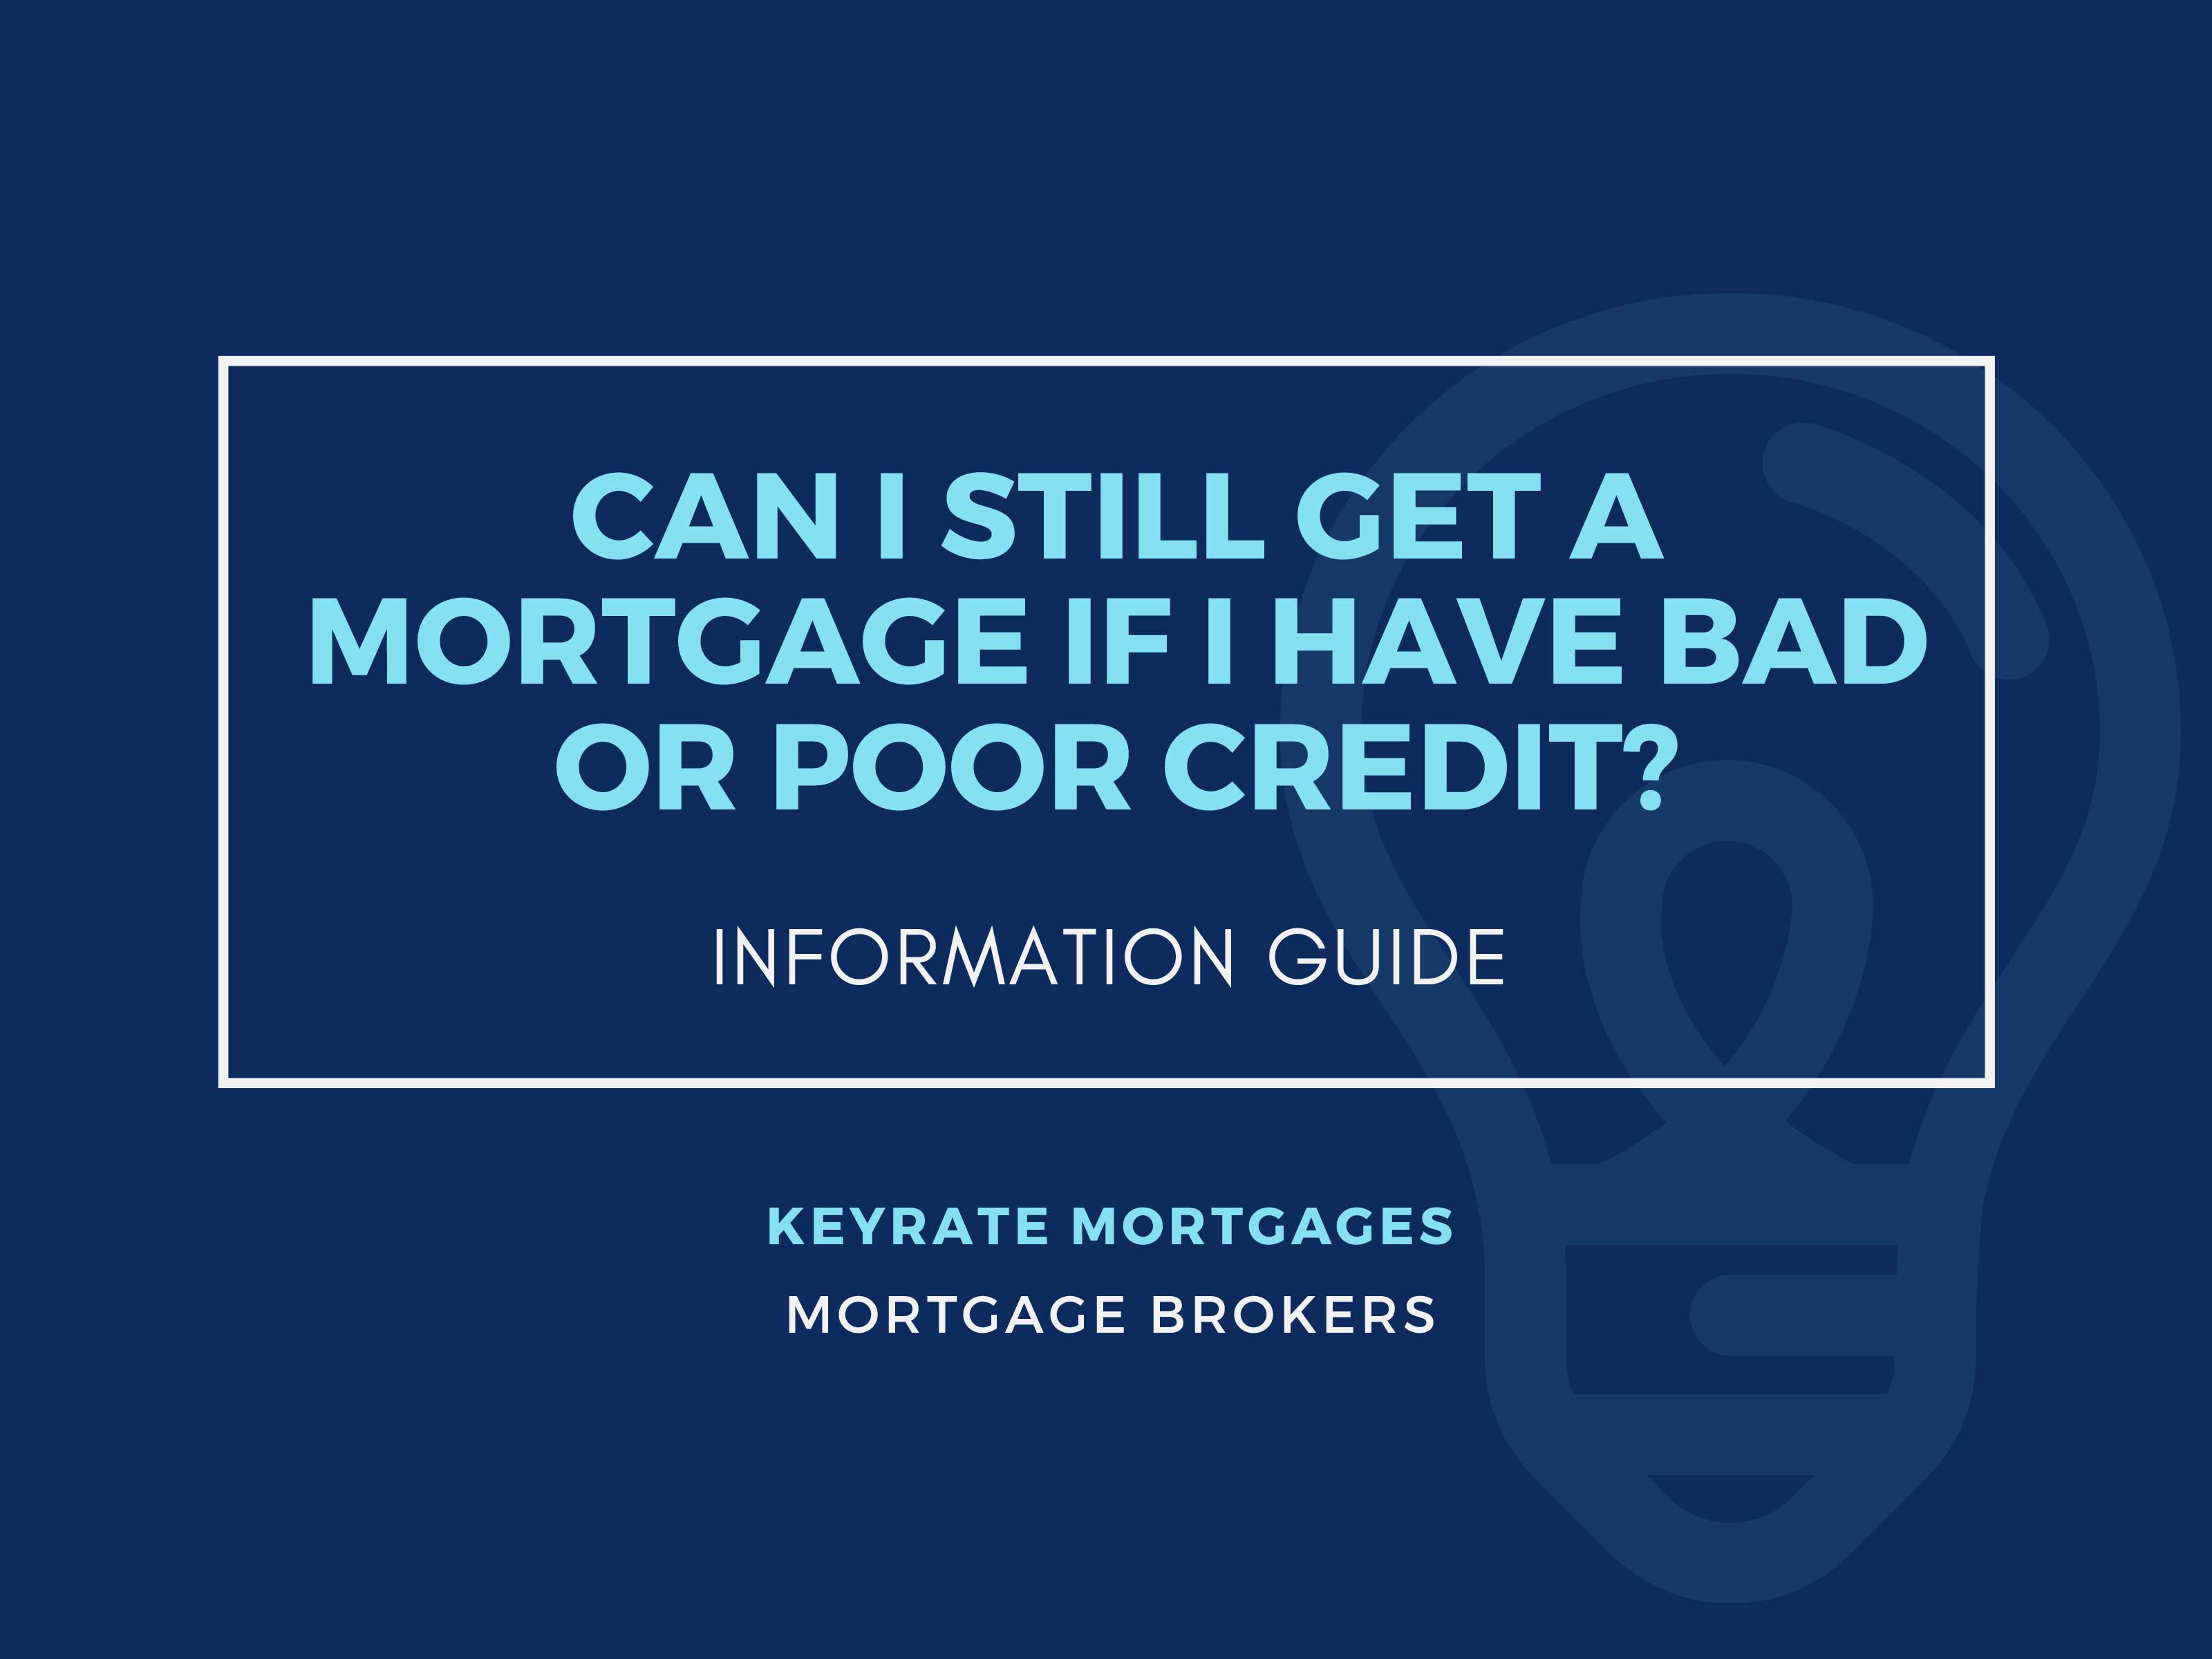 CAN I STILL GET A
MORTGAGE IF I HAVE BAD
OR POOR CREDIT?
INFORMATION GUIDE
KEYRATE MORTGAGES
MORTGAGE BROKERS